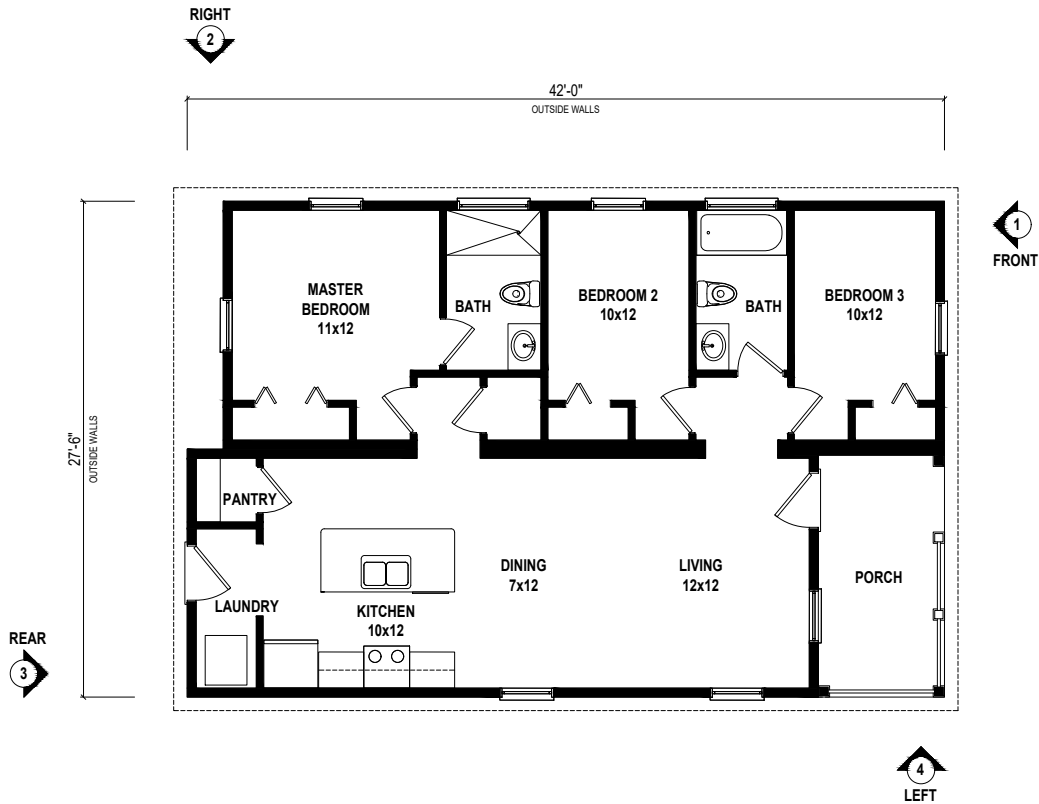 RIGHT
2
42'-0"
OUTSIDE WALLS
1
FRONT
MASTER
BEDROOM
11x12
BATH
BEDROOM 2
10x12
BATH
BEDROOM 3
10x12
27'-6"
OUTSIDE WALLS
PANTRY
DINING
7x12
LIVING
12x12
PORCH
LAUNDRY
KITCHEN
10x12
REAR
3
4
LEFT